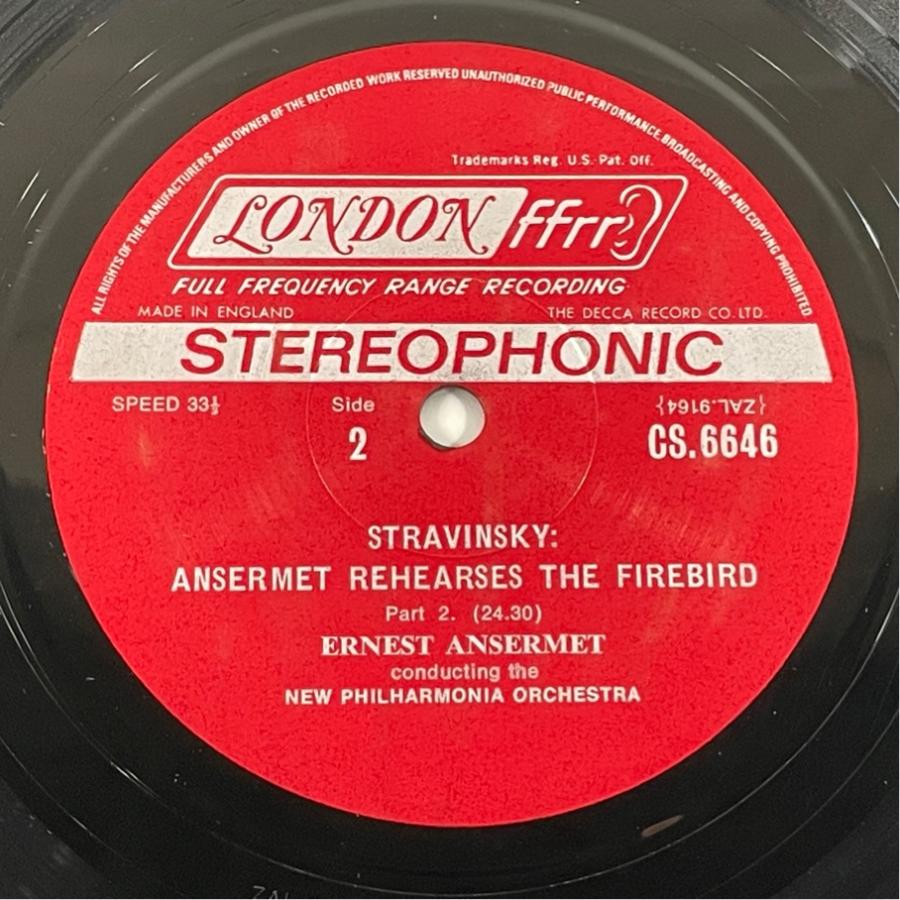 ALL RIGHTS OF THE MANUFACTURERS AND OWNER OF THE RECORDED WORK RESERVED UNAUTHORIZED PUBLIC PERFORMANCE, BROADCASTING AND COPYING PROHIBITED
Trademarks Reg. U.S. Pat. Off.
LONDON ffrr
FULL FREQUENCY RANGE RECORDING
MADE IN ENGLAND THE DECCA RECORD CO. LTD.
STEREOPHONIC
SPEED 33⅓ Side {ZAL.9164}
2 CS.6646
STRAVINSKY:
ANSERMET REHEARSES THE FIREBIRD
Part 2. (24.30)
ERNEST ANSERMET
conducting the
NEW PHILHARMONIA ORCHESTRA